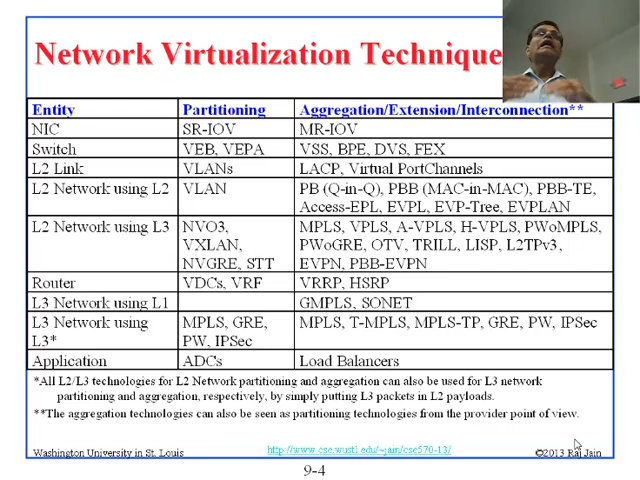 Network Virtualization Technique
Entity Partitioning Aggregation/Extension/Interconnection**
NIC SR-IOV MR-IOV
Switch VEB, VEPA VSS, BPE, DVS, FEX
L2 Link VLANs LACP, Virtual PortChannels
L2 Network using L2 VLAN PB (Q-in-Q), PBB (MAC-in-MAC), PBB-TE,
Access-EPL, EVPL, EVP-Tree, EVPLAN
L2 Network using L3 NVO3, MPLS, VPLS, A-VPLS, H-VPLS, PWoMPLS,
VXLAN, PWoGRE, OTV, TRILL, LISP, L2TPv3,
NVGRE, STT EVPN, PBB-EVPN
Router VDCs, VRF VRRP, HSRP
L3 Network using L1 GMPLS, SONET
L3 Network using MPLS, GRE, MPLS, T-MPLS, MPLS-TP, GRE, PW, IPSec
L3* PW, IPSec
Application ADCs Load Balancers
*All L2/L3 technologies for L2 Network partitioning and aggregation can also be used for L3 network
partitioning and aggregation, respectively, by simply putting L3 packets in L2 payloads.
**The aggregation technologies can also be seen as partitioning technologies from the provider point of view.
Washington University in St. Louis http://www.cse.wustl.edu/~jain/cse570-13/ ©2013 Raj Jain
9-4